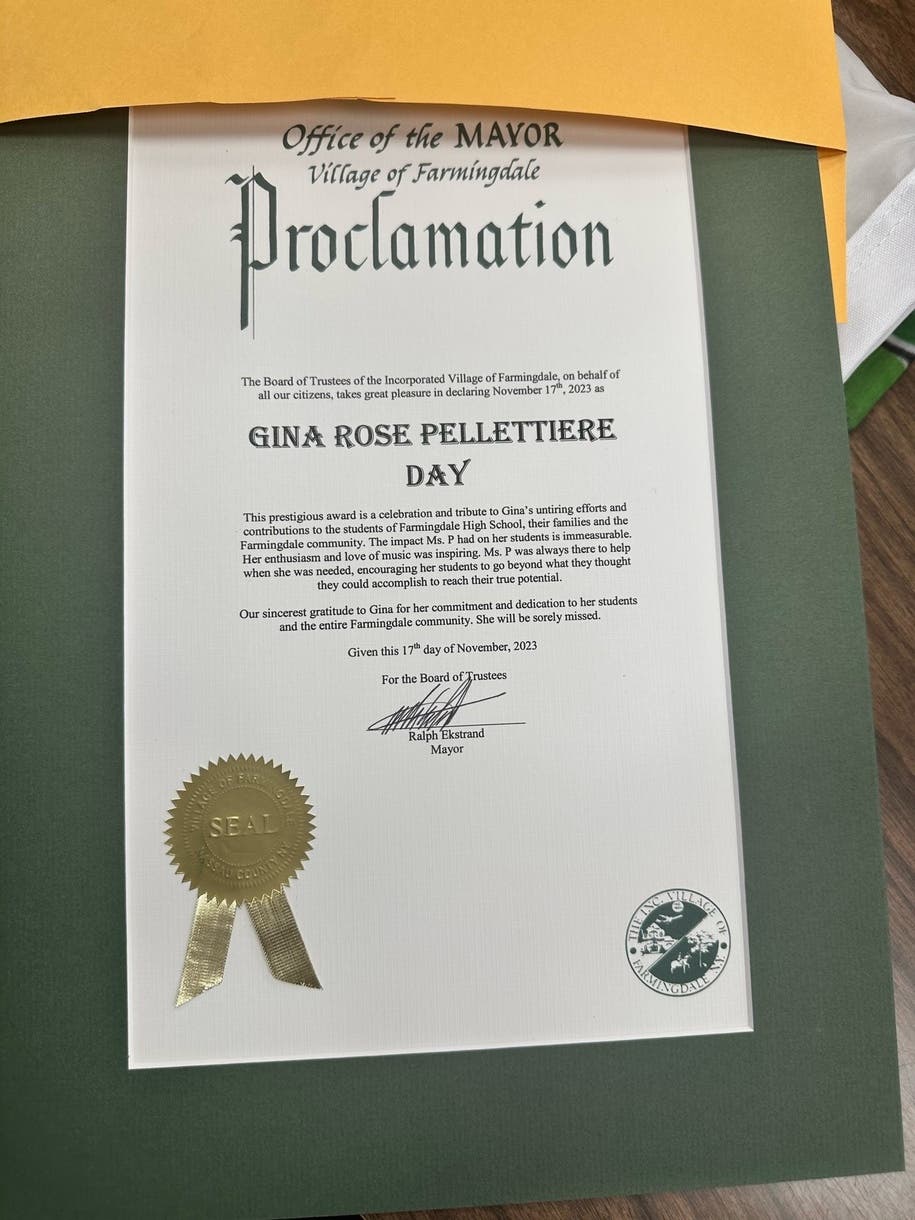 Office of the MAYOR
Village of Farmingdale
Proclamation
The Board of Trustees of the Incorporated Village of Farmingdale, on behalf of
all our citizens, takes great pleasure in declaring November 17th, 2023 as
GINA ROSE PELLETTIERE
DAY
This prestigious award is a celebration and tribute to Gina's untiring efforts and
contributions to the students of Farmingdale High School, their families and the
Farmingdale community. The impact Ms. P had on her students is immeasurable.
Her enthusiasm and love of music was inspiring. Ms. P was always there to help
when she was needed, encouraging her students to go beyond what they thought
they could accomplish to reach their true potential.
Our sincerest gratitude to Gina for her commitment and dedication to her students
and the entire Farmingdale community. She will be sorely missed.
Given this 17th day of November, 2023
For the Board of Trustees
Ralph Ekstrand
Mayor
VILLAGE OF FARMINGDALE
SEAL
NASSAU COUNTY NY
THE INC. VILLAGE OF
FARMINGDALE N.Y.